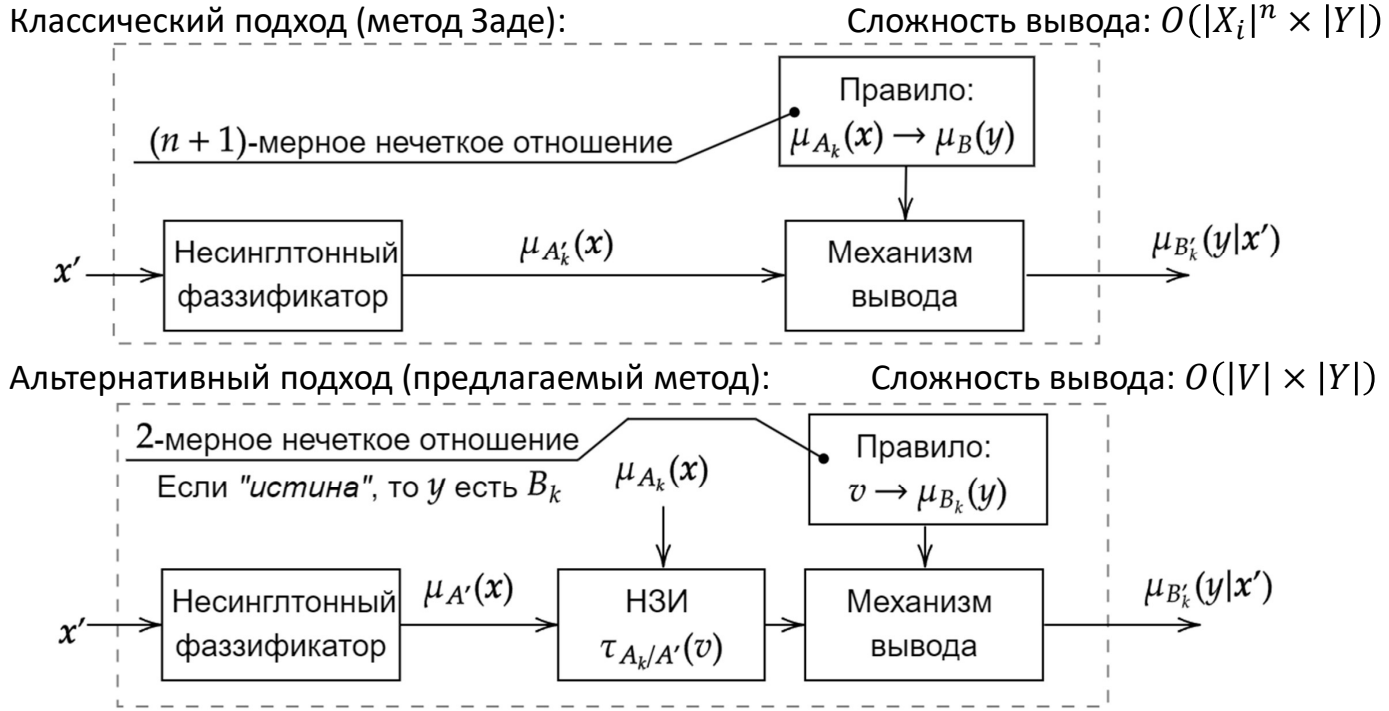 Классический подход (метод Заде): Сложность вывода: O(|Xᵢ|ⁿ × |Y|)
Правило:
(n + 1)-мерное нечеткое отношение
μ_{A_k}(x) → μ_B(y)
Несинглтонный
фаззификатор
x′
μ_{A′_k}(x)
Механизм
вывода
μ_{B′_k}(y|x′)
Альтернативный подход (предлагаемый метод): Сложность вывода: O(|V| × |Y|)
2-мерное нечеткое отношение
Если "истина", то y есть B_k
μ_{A_k}(x)
Правило:
v → μ_{B_k}(y)
x′
Несинглтонный
фаззификатор
μ_{A′}(x)
НЗИ
τ_{A_k/A′}(v)
Механизм
вывода
μ_{B′_k}(y|x′)